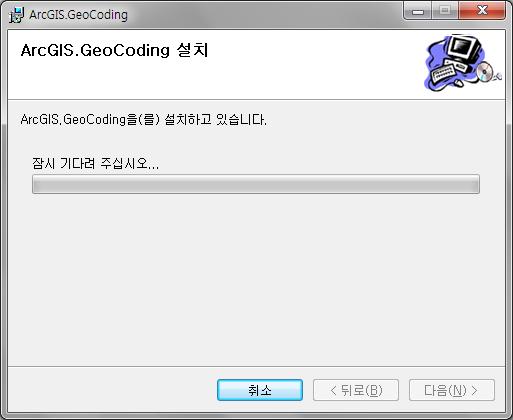 ArcGIS.GeoCoding
ArcGIS.GeoCoding 설치
ArcGIS.GeoCoding을(를) 설치하고 있습니다.
잠시 기다려 주십시오...
취소
< 뒤로(B)
다음(N) >